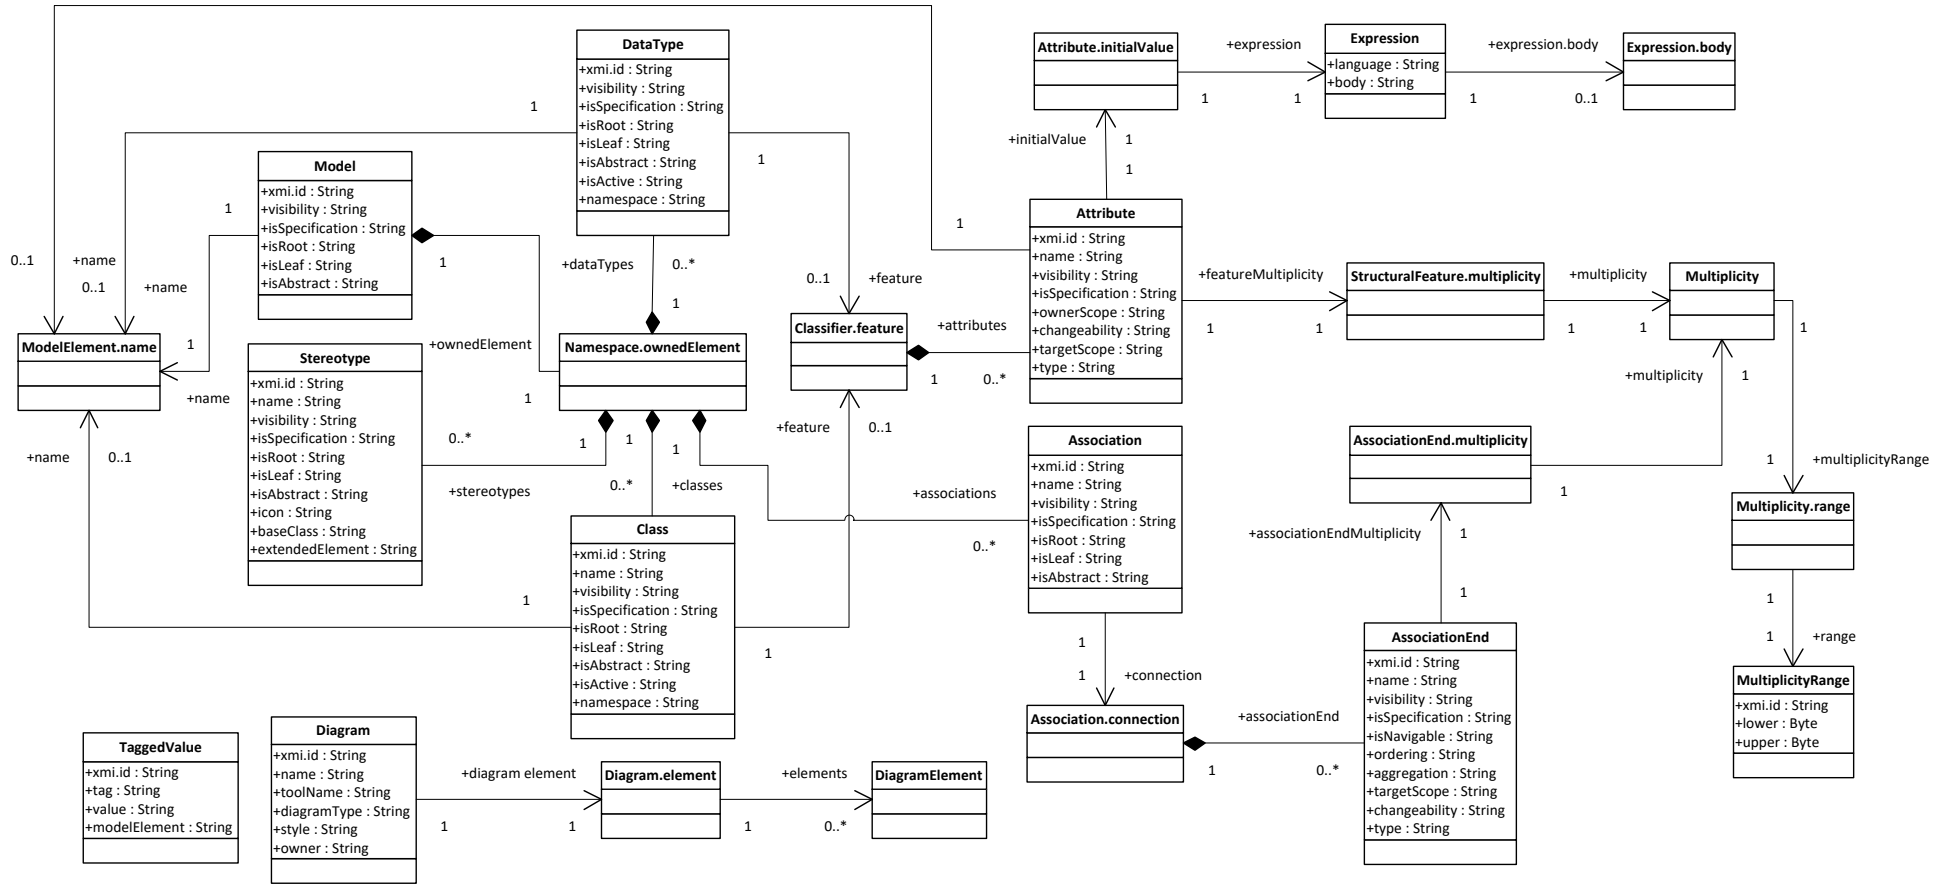 DataType
+xmi.id : String
+visibility : String
+isSpecification : String
+isRoot : String
+isLeaf : String
+isAbstract : String
+isActive : String
+namespace : String
Attribute.initialValue
+expression
1
1
Expression
+language : String
+body : String
+expression.body
1
0..1
Expression.body
+initialValue
1
1
1
1
Model
+xmi.id : String
+visibility : String
+isSpecification : String
+isRoot : String
+isLeaf : String
+isAbstract : String
1
1
0..1
+name
0..1
+name
1
+name
ModelElement.name
+dataTypes
0..*
1
+ownedElement
1
Namespace.ownedElement
0..1
+feature
Classifier.feature
+attributes
1
0..*
1
Attribute
+xmi.id : String
+name : String
+visibility : String
+isSpecification : String
+ownerScope : String
+changeability : String
+targetScope : String
+type : String
+featureMultiplicity
1
1
StructuralFeature.multiplicity
+multiplicity
1
1
Multiplicity
1
+multiplicity
1
Stereotype
+xmi.id : String
+name : String
+visibility : String
+isSpecification : String
+isRoot : String
+isLeaf : String
+isAbstract : String
+icon : String
+baseClass : String
+extendedElement : String
+name
0..1
0..*
+stereotypes
1
1
1
0..*
+classes
+feature
0..1
+associations
0..*
Association
+xmi.id : String
+name : String
+visibility : String
+isSpecification : String
+isRoot : String
+isLeaf : String
+isAbstract : String
AssociationEnd.multiplicity
1
+associationEndMultiplicity
1
1
1
+multiplicityRange
Multiplicity.range
1
1
+range
MultiplicityRange
+xmi.id : String
+lower : Byte
+upper : Byte
Class
+xmi.id : String
+name : String
+visibility : String
+isSpecification : String
+isRoot : String
+isLeaf : String
+isAbstract : String
+isActive : String
+namespace : String
1
1
1
1
+connection
Association.connection
+associationEnd
1
0..*
AssociationEnd
+xmi.id : String
+name : String
+visibility : String
+isSpecification : String
+isNavigable : String
+ordering : String
+aggregation : String
+targetScope : String
+changeability : String
+type : String
TaggedValue
+xmi.id : String
+tag : String
+value : String
+modelElement : String
Diagram
+xmi.id : String
+name : String
+toolName : String
+diagramType : String
+style : String
+owner : String
+diagram element
1
1
Diagram.element
+elements
1
0..*
DiagramElement